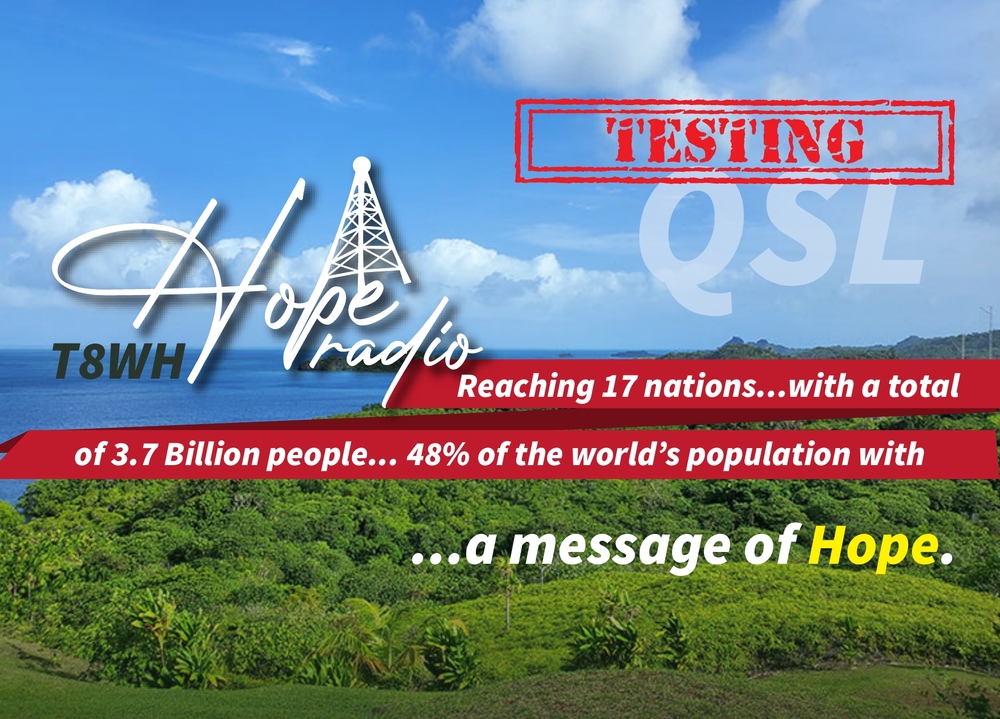 TESTING
QSL
Hope
radio
T8WH
Reaching 17 nations...with a total
of 3.7 Billion people... 48% of the world’s population with
...a message of Hope.